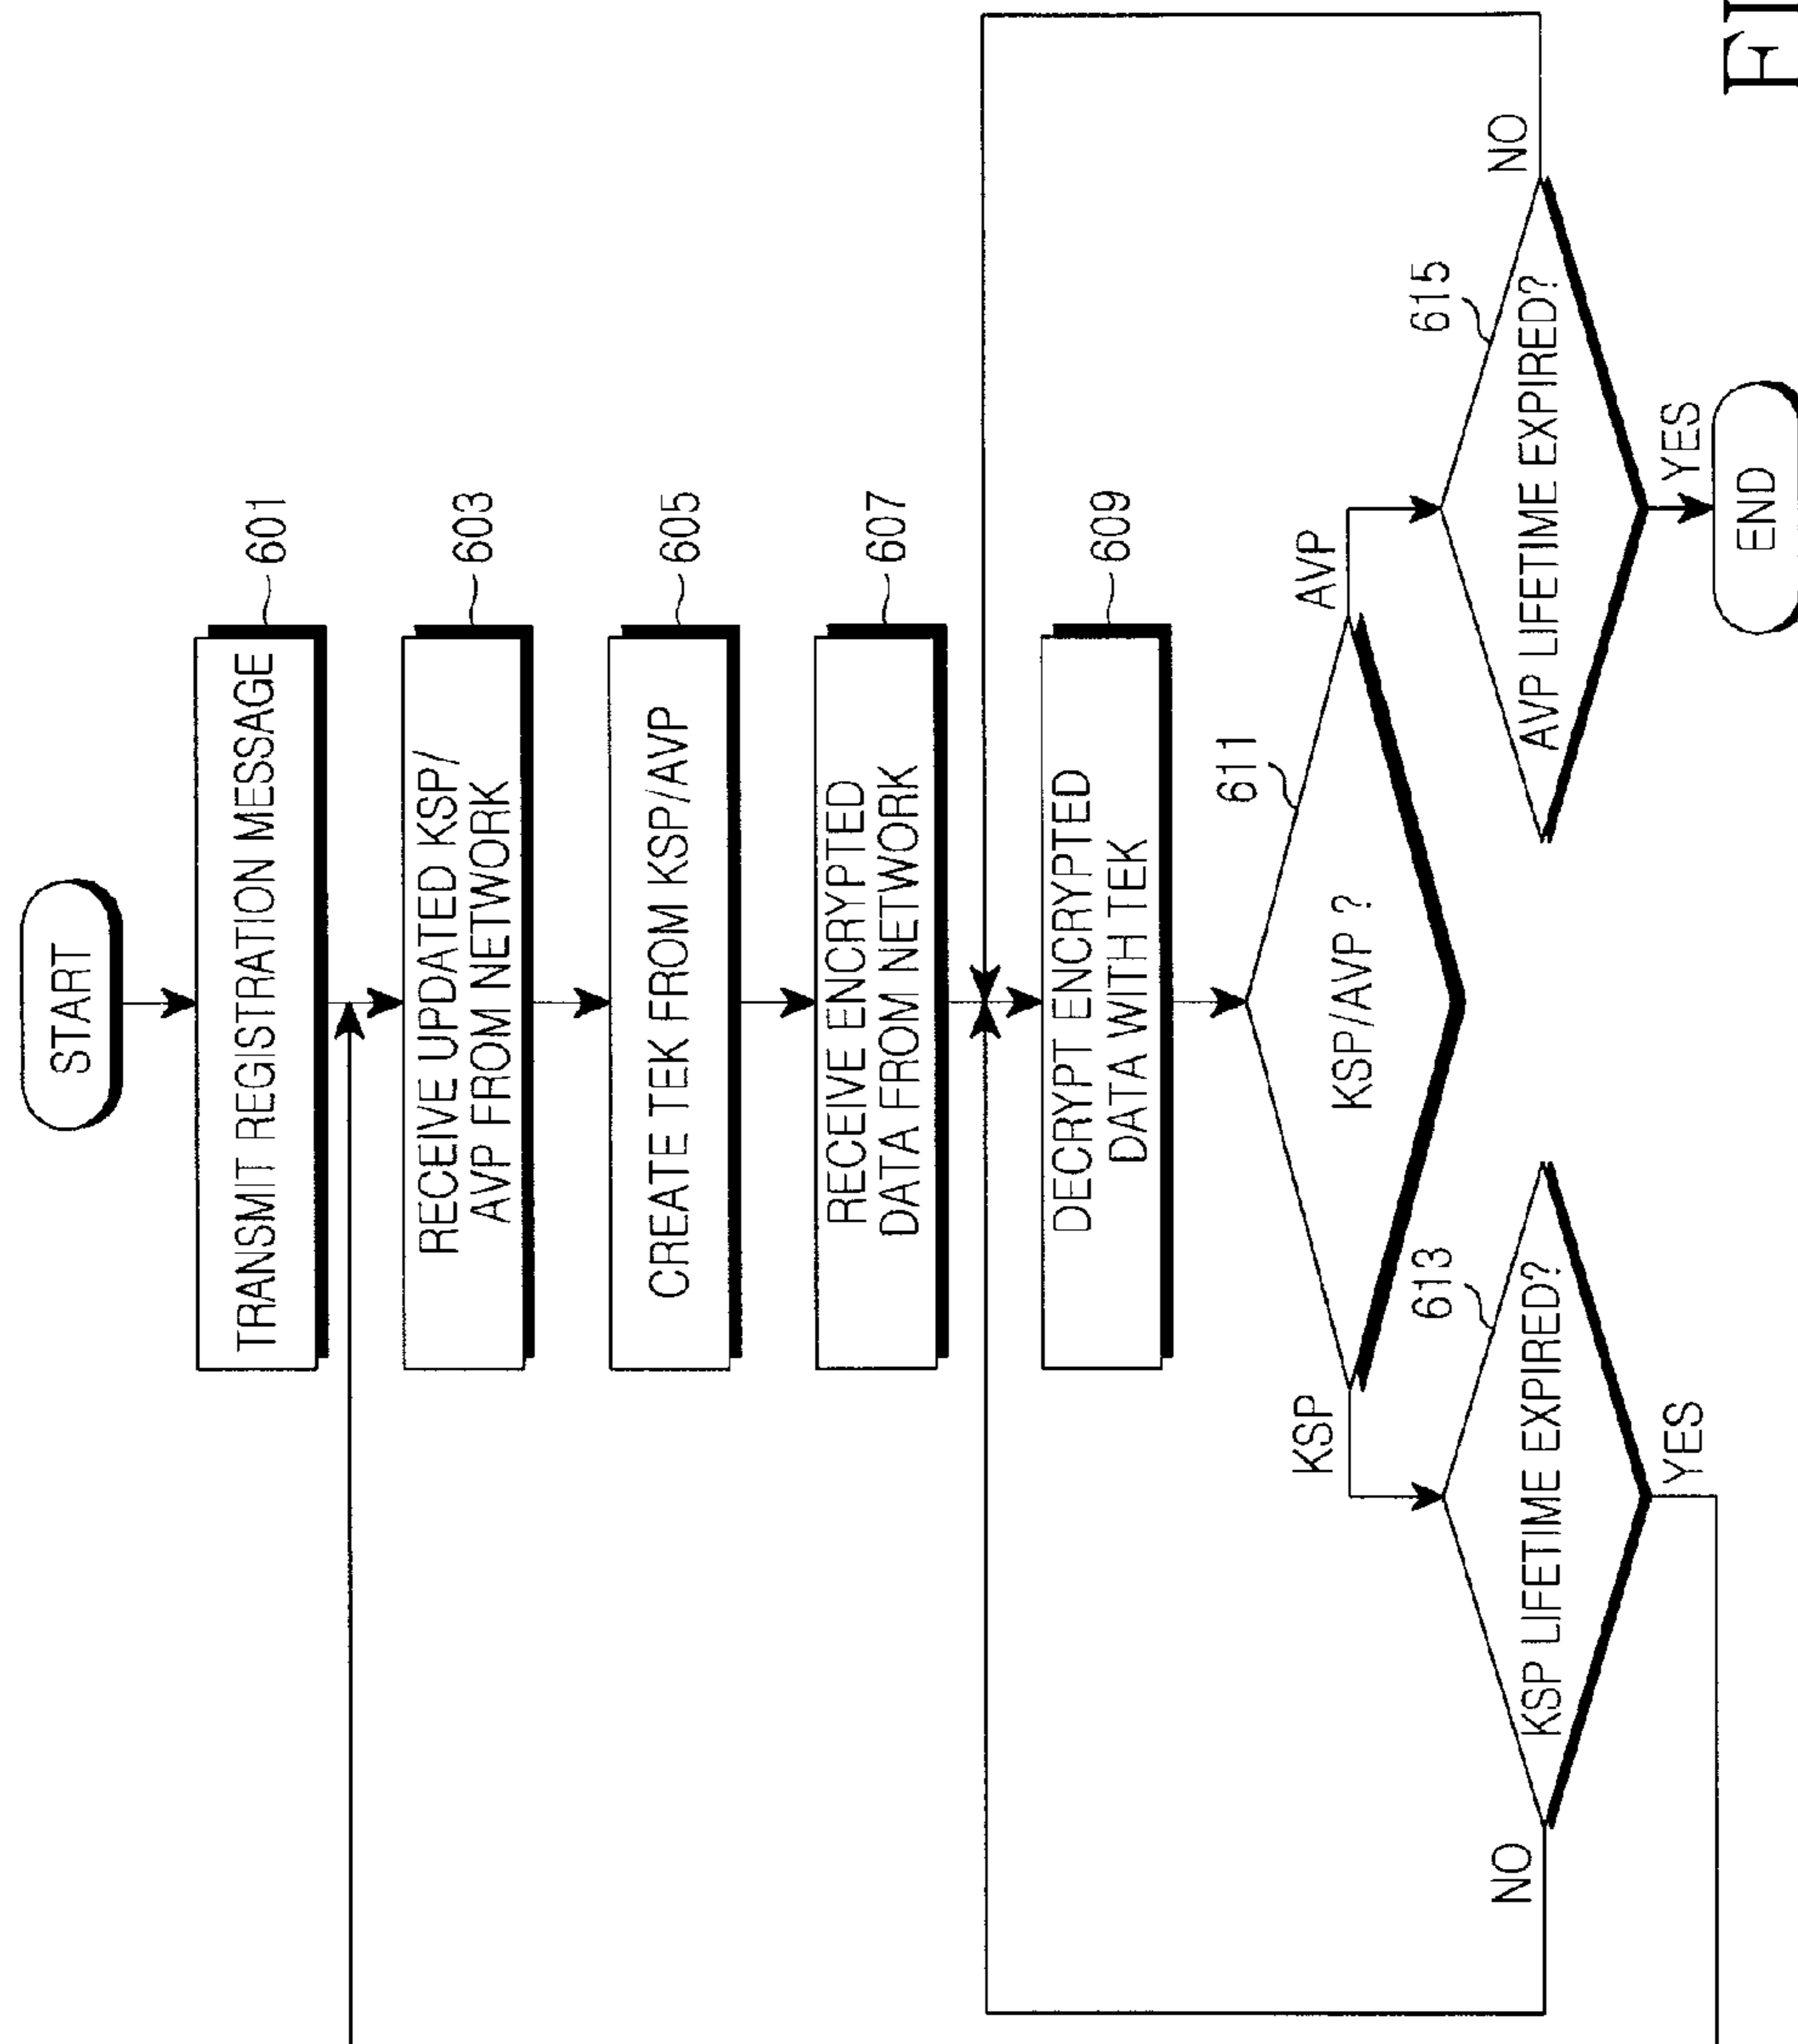 START
TRANSMIT REGISTRATION MESSAGE
601
RECEIVE UPDATED KSP/
AVP FROM NETWORK
603
CREATE TEK FROM KSP/AVP
605
RECEIVE ENCRYPTED
DATA FROM NETWORK
607
DECRYPT ENCRYPTED
DATA WITH TEK
609
611
KSP/AVP ?
KSP
AVP
613
KSP LIFETIME EXPIRED?
NO
YES
615
AVP LIFETIME EXPIRED?
NO
YES
END